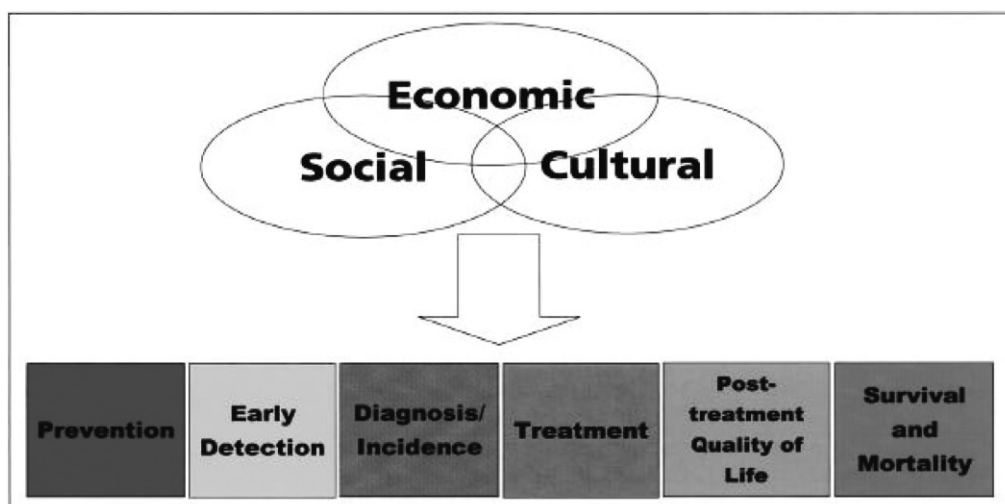 Economic
Social
Cultural
Prevention
Early
Detection
Diagnosis/
Incidence
Treatment
Post-
treatment
Quality of
Life
Survival
and
Mortality